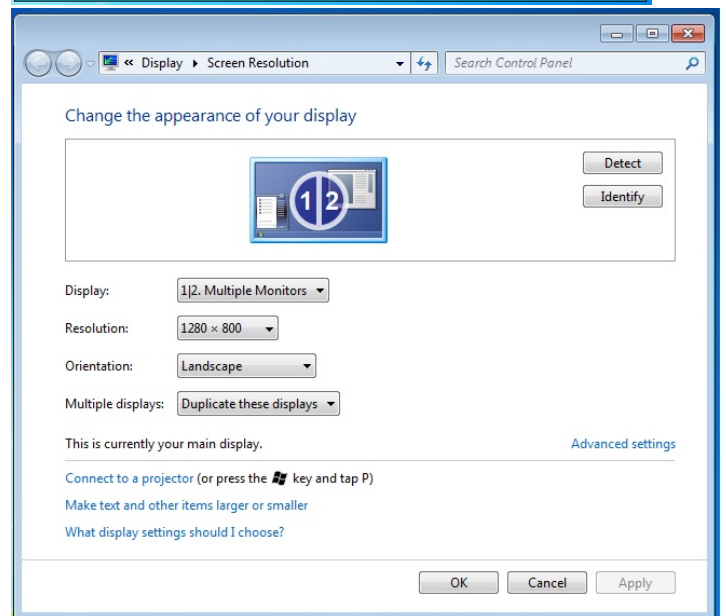 « Display ▸ Screen Resolution
Search Control Panel
Change the appearance of your display
1|2
Detect
Identify
Display: 1|2. Multiple Monitors
Resolution: 1280 × 800
Orientation: Landscape
Multiple displays: Duplicate these displays
This is currently your main display. Advanced settings
Connect to a projector (or press the key and tap P)
Make text and other items larger or smaller
What display settings should I choose?
OK Cancel Apply